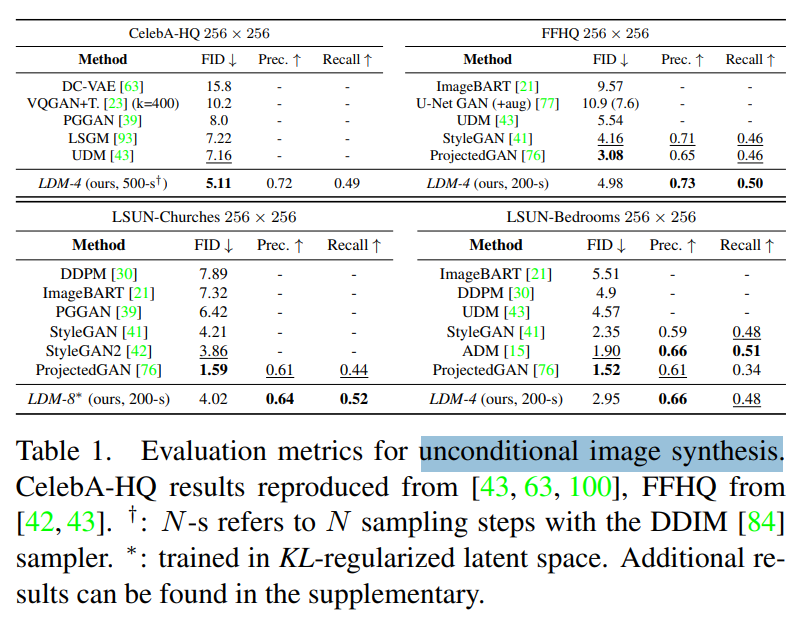 CelebA-HQ 256 × 256
Method FID ↓ Prec. ↑ Recall ↑
DC-VAE [63] 15.8 - -
VQGAN+T. [23] (k=400) 10.2 - -
PGGAN [39] 8.0 - -
LSGM [93] 7.22 - -
UDM [43] 7.16 - -
LDM-4 (ours, 500-s†) 5.11 0.72 0.49
FFHQ 256 × 256
Method FID ↓ Prec. ↑ Recall ↑
ImageBART [21] 9.57 - -
U-Net GAN (+aug) [77] 10.9 (7.6) - -
UDM [43] 5.54 - -
StyleGAN [41] 4.16 0.71 0.46
ProjectedGAN [76] 3.08 0.65 0.46
LDM-4 (ours, 200-s) 4.98 0.73 0.50
LSUN-Churches 256 × 256
Method FID ↓ Prec. ↑ Recall ↑
DDPM [30] 7.89 - -
ImageBART [21] 7.32 - -
PGGAN [39] 6.42 - -
StyleGAN [41] 4.21 - -
StyleGAN2 [42] 3.86 - -
ProjectedGAN [76] 1.59 0.61 0.44
LDM-8* (ours, 200-s) 4.02 0.64 0.52
LSUN-Bedrooms 256 × 256
Method FID ↓ Prec. ↑ Recall ↑
ImageBART [21] 5.51 - -
DDPM [30] 4.9 - -
UDM [43] 4.57 - -
StyleGAN [41] 2.35 0.59 0.48
ADM [15] 1.90 0.66 0.51
ProjectedGAN [76] 1.52 0.61 0.34
LDM-4 (ours, 200-s) 2.95 0.66 0.48
Table 1. Evaluation metrics for unconditional image synthesis.
CelebA-HQ results reproduced from [43, 63, 100], FFHQ from
[42, 43]. †: N-s refers to N sampling steps with the DDIM [84]
sampler. *: trained in KL-regularized latent space. Additional re-
sults can be found in the supplementary.